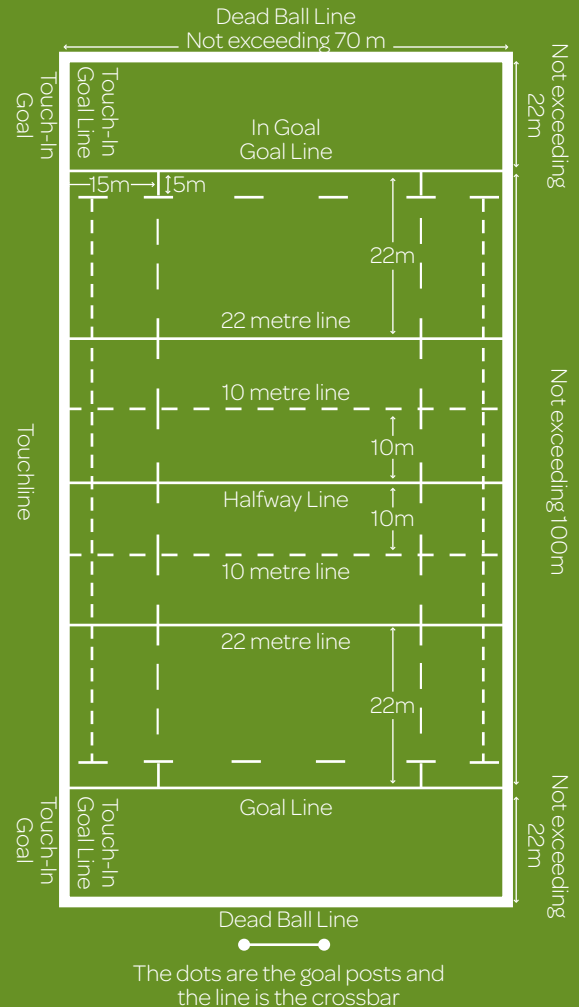 Dead Ball Line
Not exceeding 70 m
Touch-In
Goal
Touch-In
Goal Line
Not exceeding
22m
In Goal
Goal Line
15m
5m
22m
22 metre line
10 metre line
10m
Touchline
Not exceeding 100m
Halfway Line
10m
10 metre line
22 metre line
22m
Touch-In
Goal
Touch-In
Goal Line
Goal Line
Not exceeding
22m
Dead Ball Line
The dots are the goal posts and
the line is the crossbar